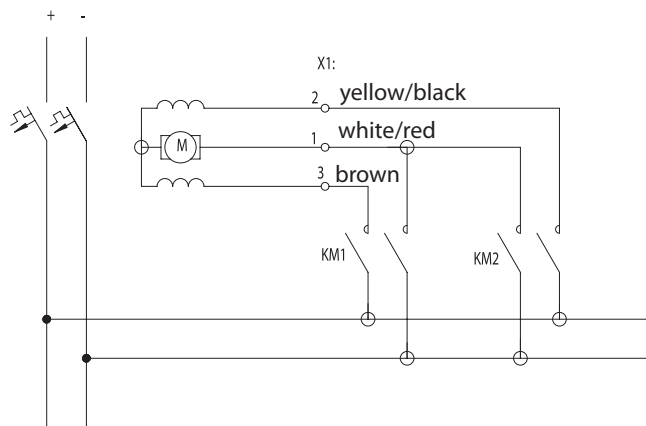 + -
X1:
2 yellow/black
1 white/red
M
3 brown
KM1
KM2